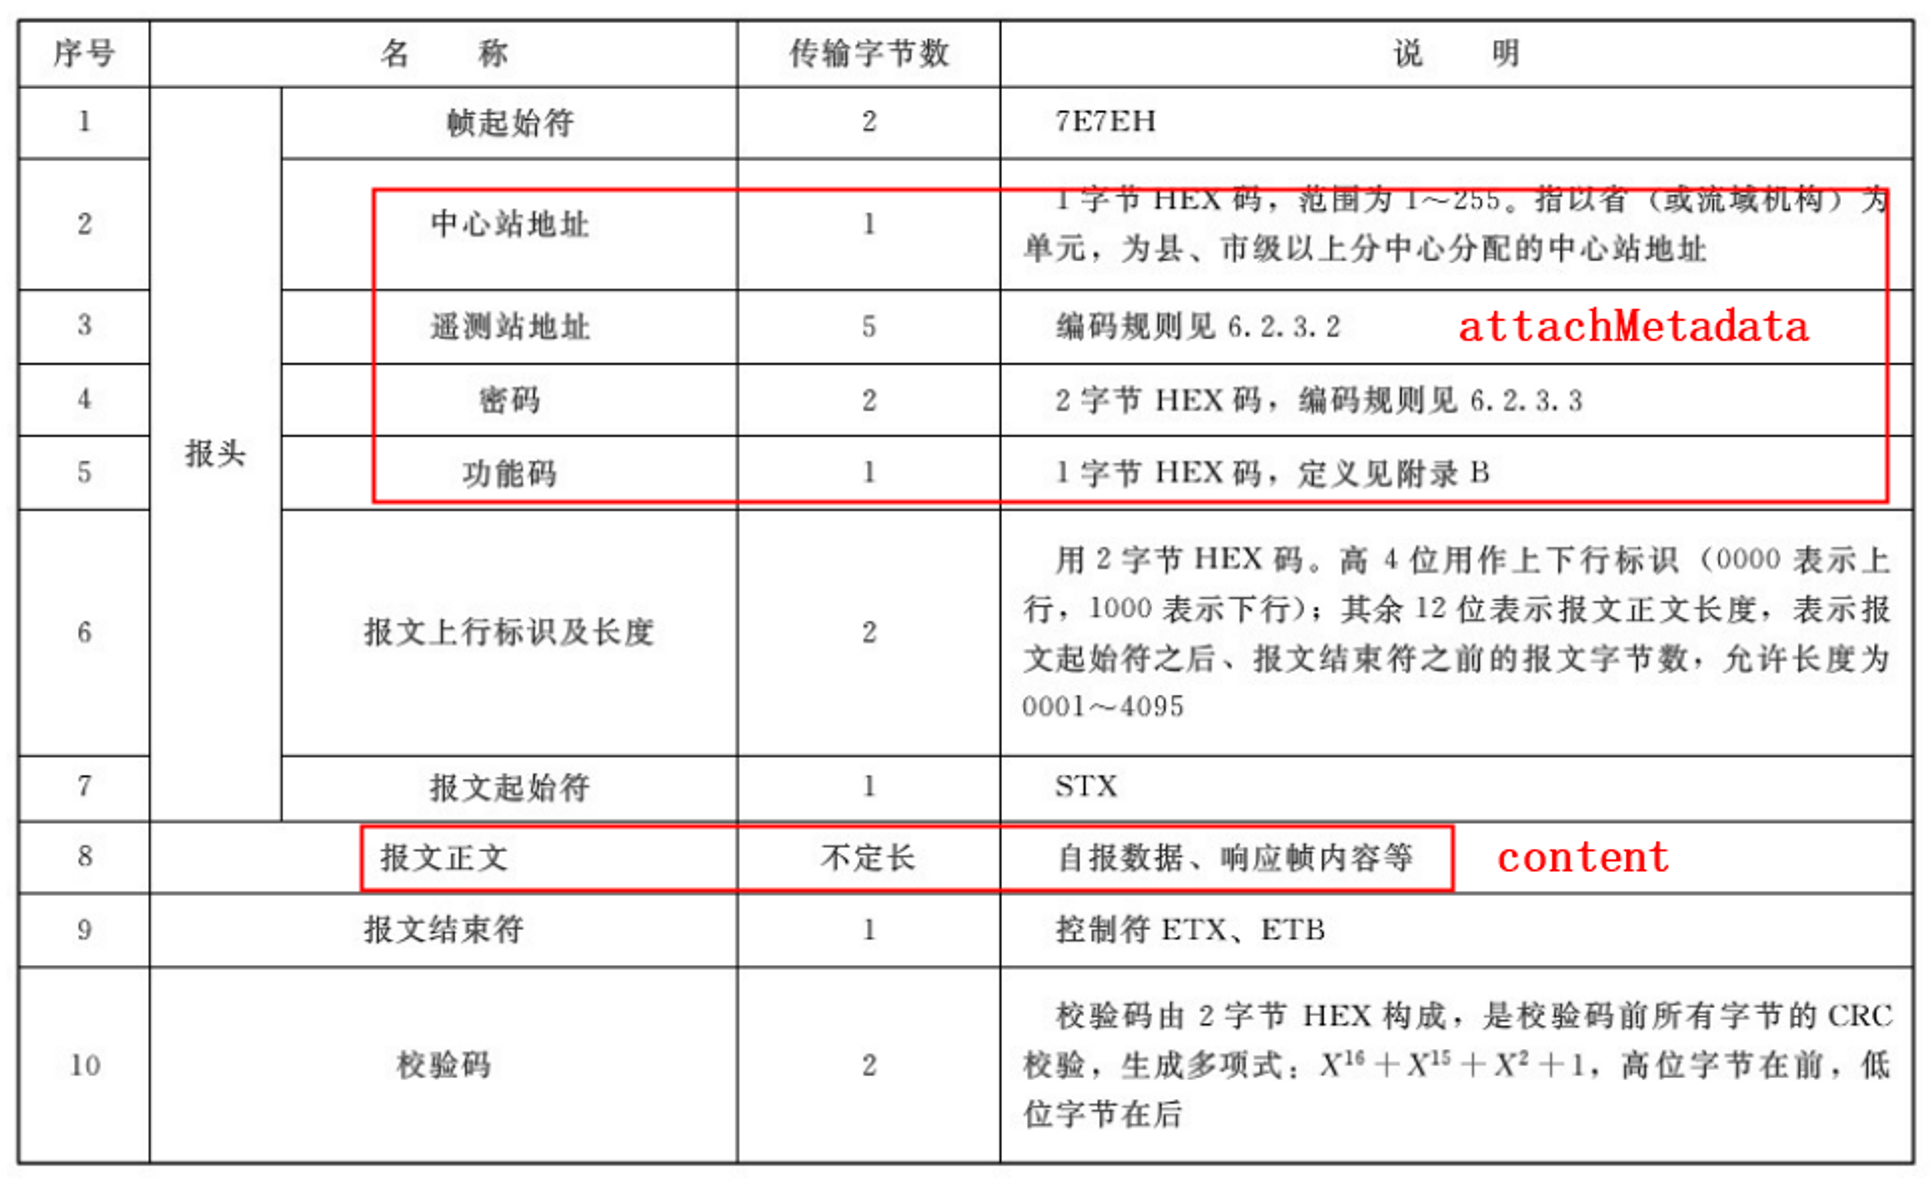 序号 名 称 传输字节数 说 明
1 帧起始符 2 7E7EH
2 中心站地址 1 1 字节 HEX 码，范围为 1～255。指以省（或流域机构）为
单元，为县、市级以上分中心分配的中心站地址
3 遥测站地址 5 编码规则见 6.2.3.2 attachMetadata
4 密码 2 2 字节 HEX 码，编码规则见 6.2.3.3
报头
5 功能码 1 1 字节 HEX 码，定义见附录 B
6 报文上行标识及长度 2 用 2 字节 HEX 码。高 4 位用作上下行标识（0000 表示上
行，1000 表示下行）；其余 12 位表示报文正文长度，表示报
文起始符之后、报文结束符之前的报文字节数，允许长度为
0001～4095
7 报文起始符 1 STX
8 报文正文 不定长 自报数据、响应帧内容等 content
9 报文结束符 1 控制符 ETX、ETB
10 校验码 2 校验码由 2 字节 HEX 构成，是校验码前所有字节的 CRC
校验，生成多项式：X¹⁶＋X¹⁵＋X²＋1，高位字节在前，低
位字节在后